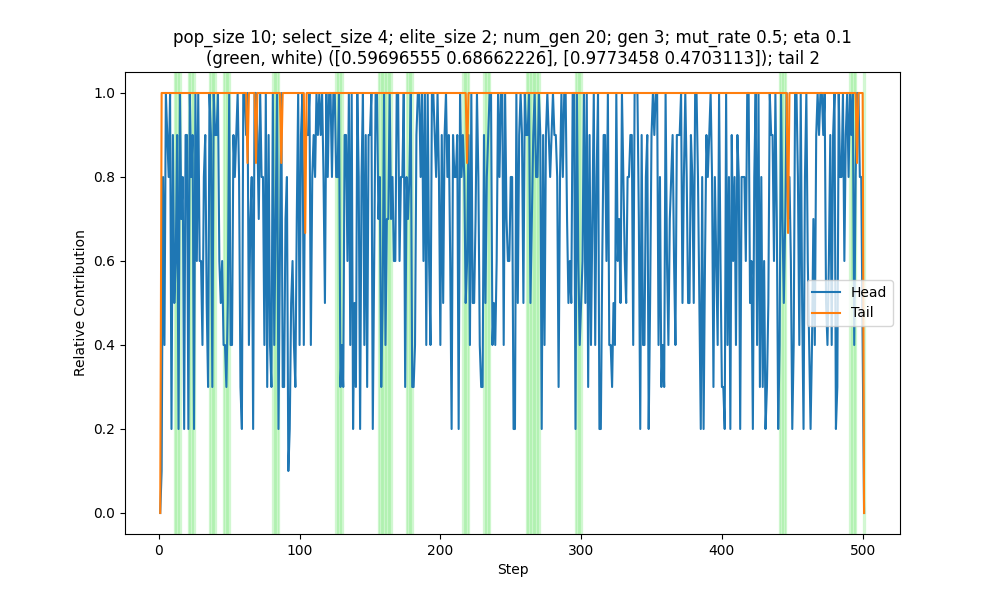 pop_size 10; select_size 4; elite_size 2; num_gen 20; gen 3; mut_rate 0.5; eta 0.1
(green, white) ([0.59696555 0.68662226], [0.9773458 0.4703113]); tail 2
Relative Contribution
1.0
0.8
0.6
0.4
0.2
0.0
Head
Tail
0
100
200
300
400
500
Step